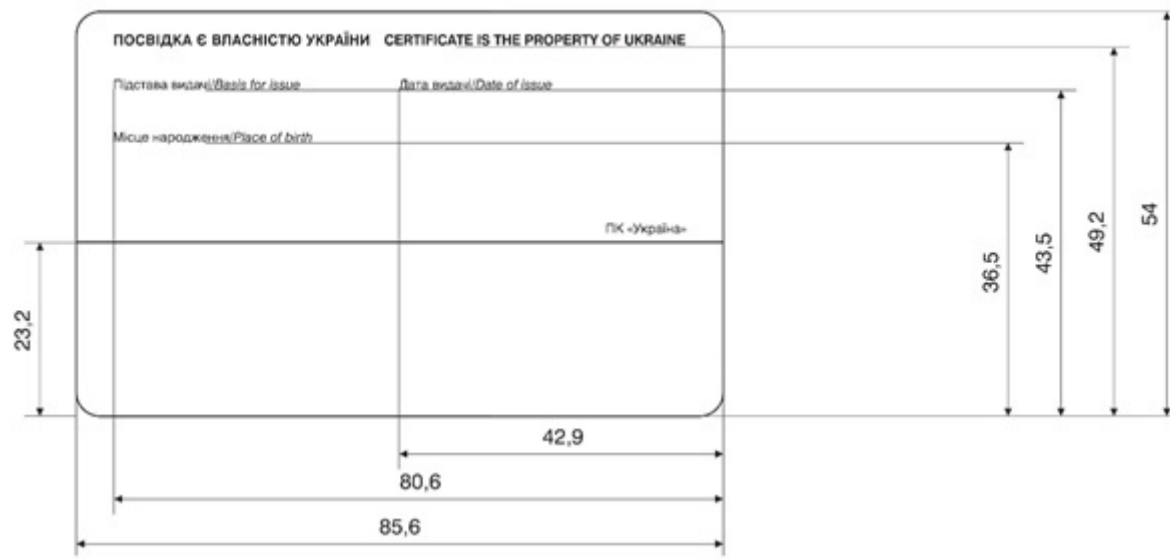 ПОСВІДКА Є ВЛАСНІСТЮ УКРАЇНИ CERTIFICATE IS THE PROPERTY OF UKRAINE
Підстава видачі/Basis for issue Дата видачі/Date of issue
Місце народження/Place of birth
ПК «Україна»
23,2
36,5
43,5
49,2
54
42,9
80,6
85,6